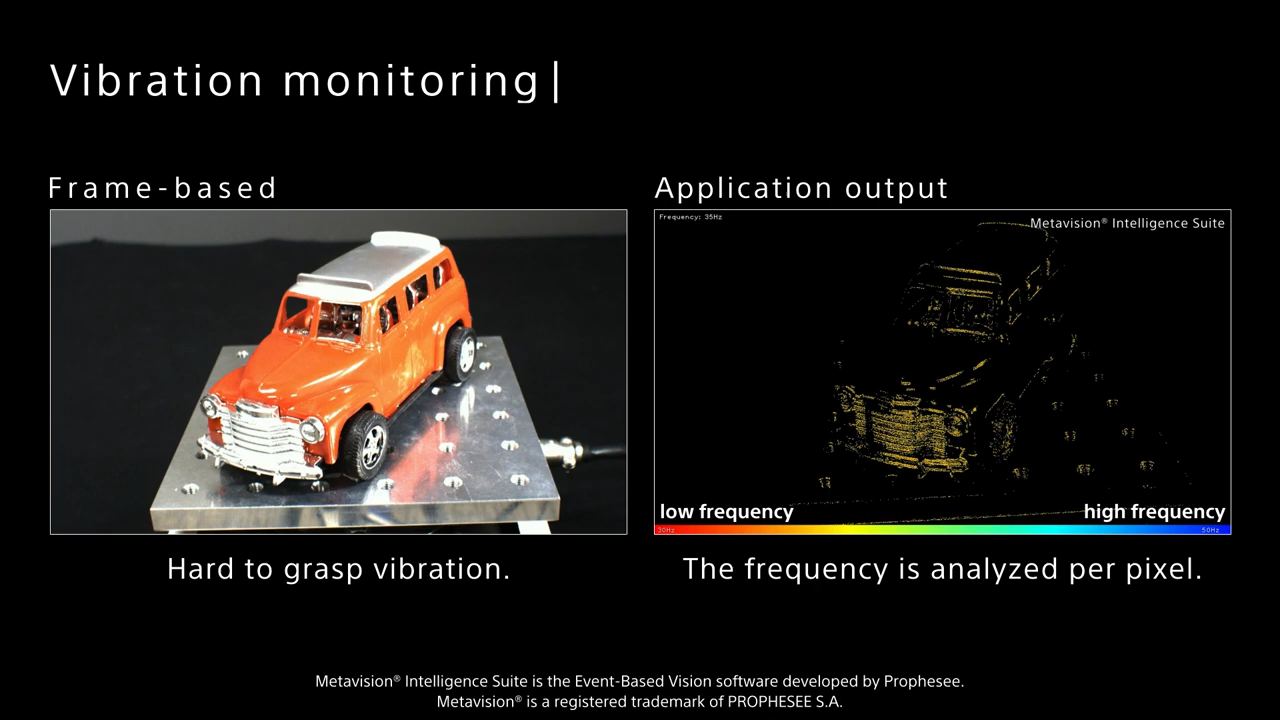 Vibration monitoring|
Frame-based
Application output
Frequency: 35Hz
Metavision® Intelligence Suite
low frequency
high frequency
50Hz
Hard to grasp vibration.
The frequency is analyzed per pixel.
Metavision® Intelligence Suite is the Event-Based Vision software developed by Prophesee.
Metavision® is a registered trademark of PROPHESEE S.A.